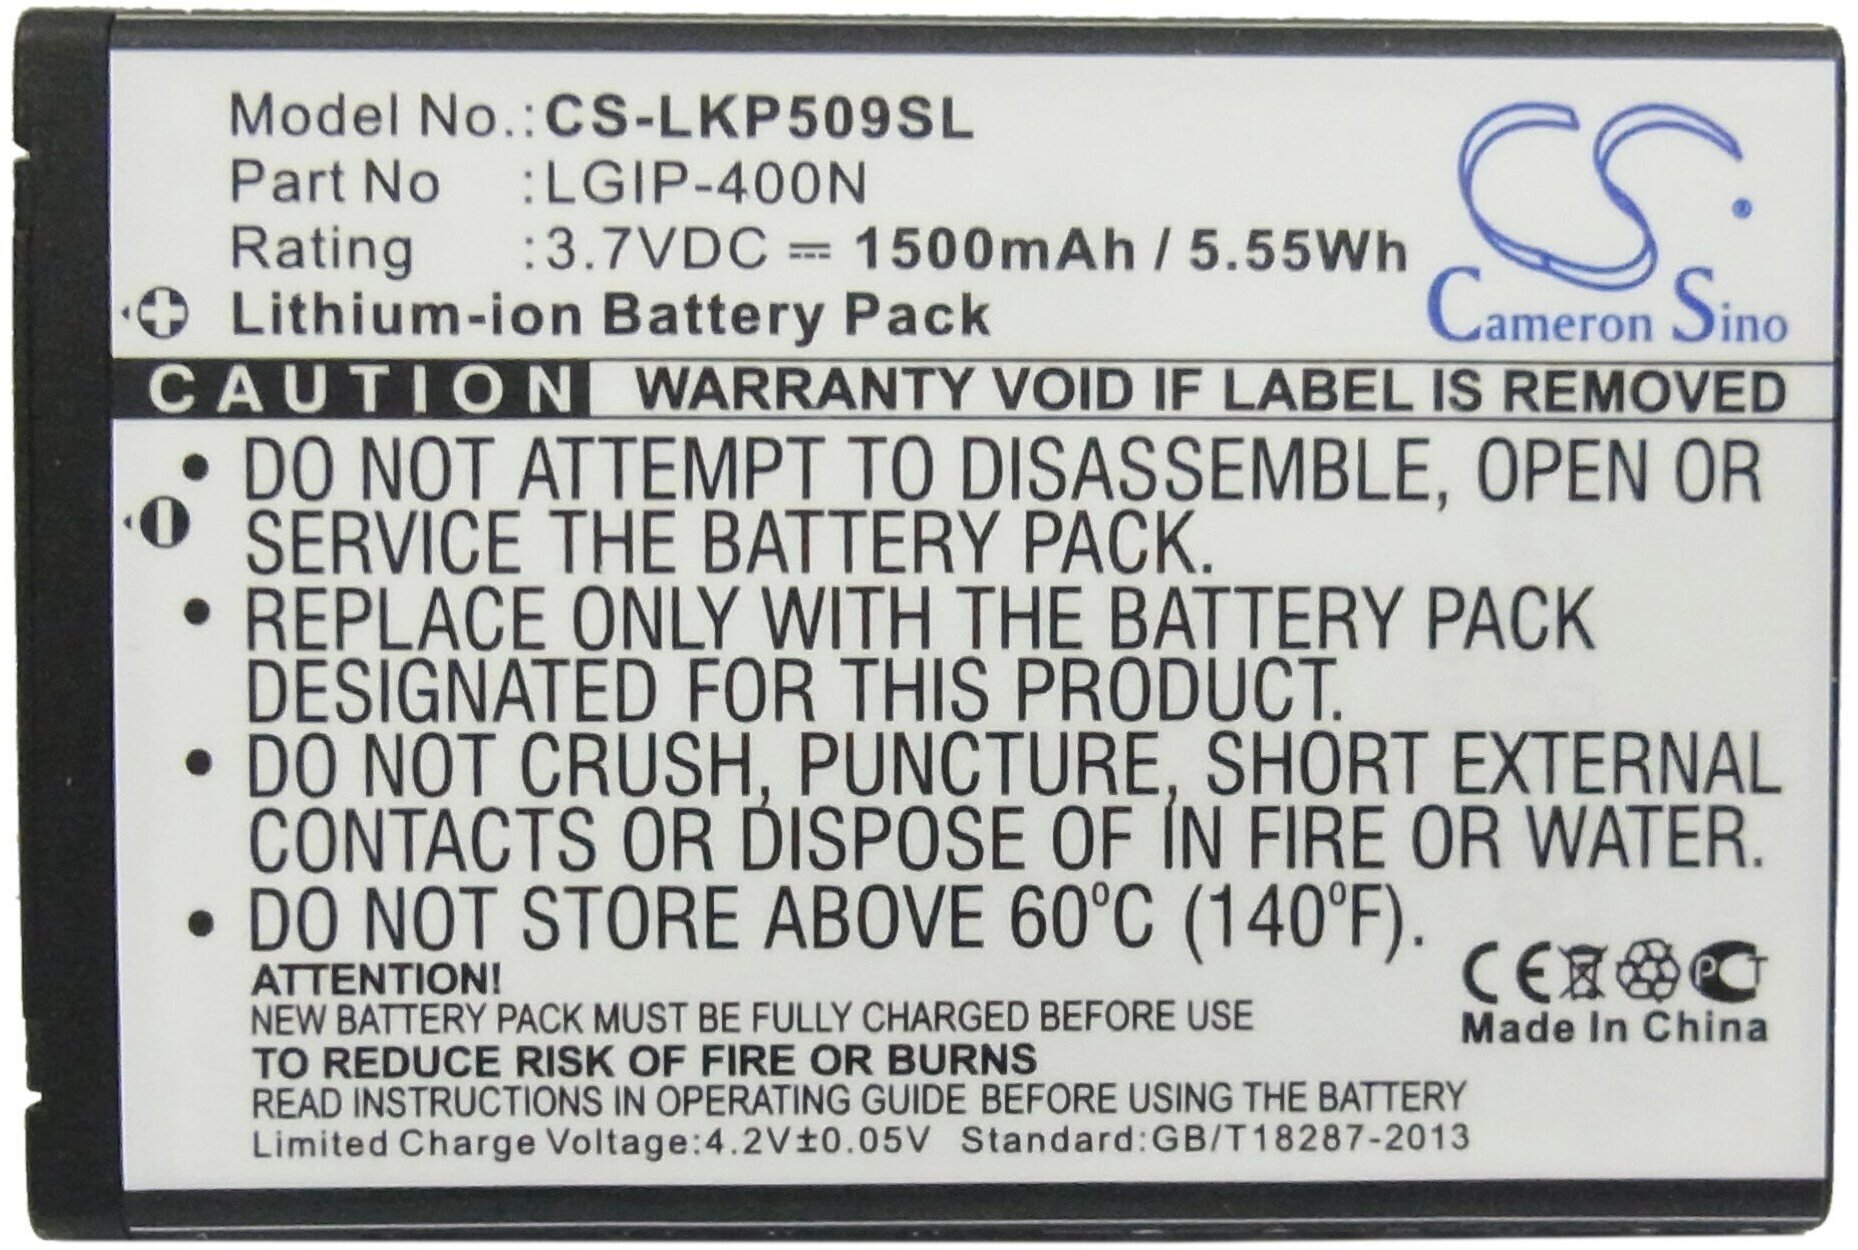 Model No.:CS-LKP509SL
Part No :LGIP-400N
Rating :3.7VDC ⎓ 1500mAh / 5.55Wh
Lithium-ion Battery Pack
CS®
Cameron Sino
CAUTION WARRANTY VOID IF LABEL IS REMOVED
• DO NOT ATTEMPT TO DISASSEMBLE, OPEN OR
SERVICE THE BATTERY PACK.
• REPLACE ONLY WITH THE BATTERY PACK
DESIGNATED FOR THIS PRODUCT.
• DO NOT CRUSH, PUNCTURE, SHORT EXTERNAL
CONTACTS OR DISPOSE OF IN FIRE OR WATER.
• DO NOT STORE ABOVE 60°C (140°F).
ATTENTION!
NEW BATTERY PACK MUST BE FULLY CHARGED BEFORE USE
TO REDUCE RISK OF FIRE OR BURNS
READ INSTRUCTIONS IN OPERATING GUIDE BEFORE USING THE BATTERY
Limited Charge Voltage:4.2V±0.05V Standard:GB/T18287-2013
CE PCT
Made In China